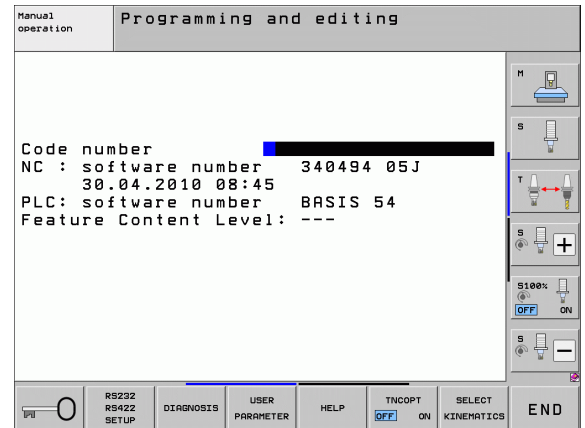 Manual operation
Programming and editing
Code number
NC : software number 340494 05J
30.04.2010 08:45
PLC: software number BASIS 54
Feature Content Level: ---
M
S
T
S
+
S100%
OFF ON
S
−
RS232 RS422 SETUP
DIAGNOSIS
USER PARAMETER
HELP
TNCOPT OFF ON
SELECT KINEMATICS
END